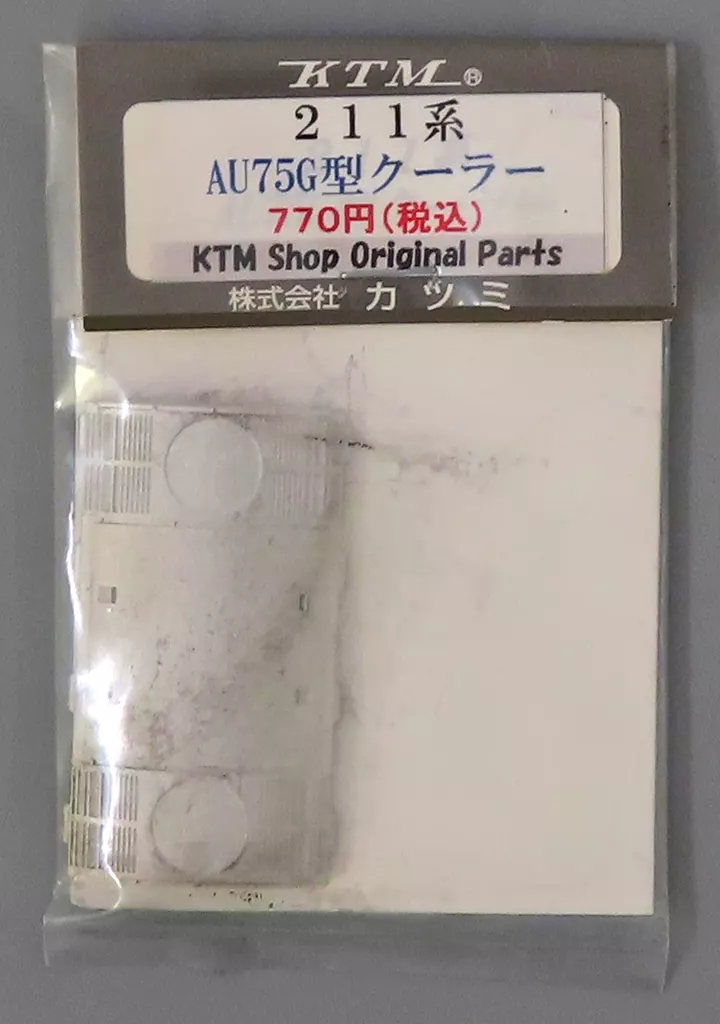 KTM®
211系
AU75G型クーラー
770円(税込)
KTM Shop Original Parts
株式会社 カツミ